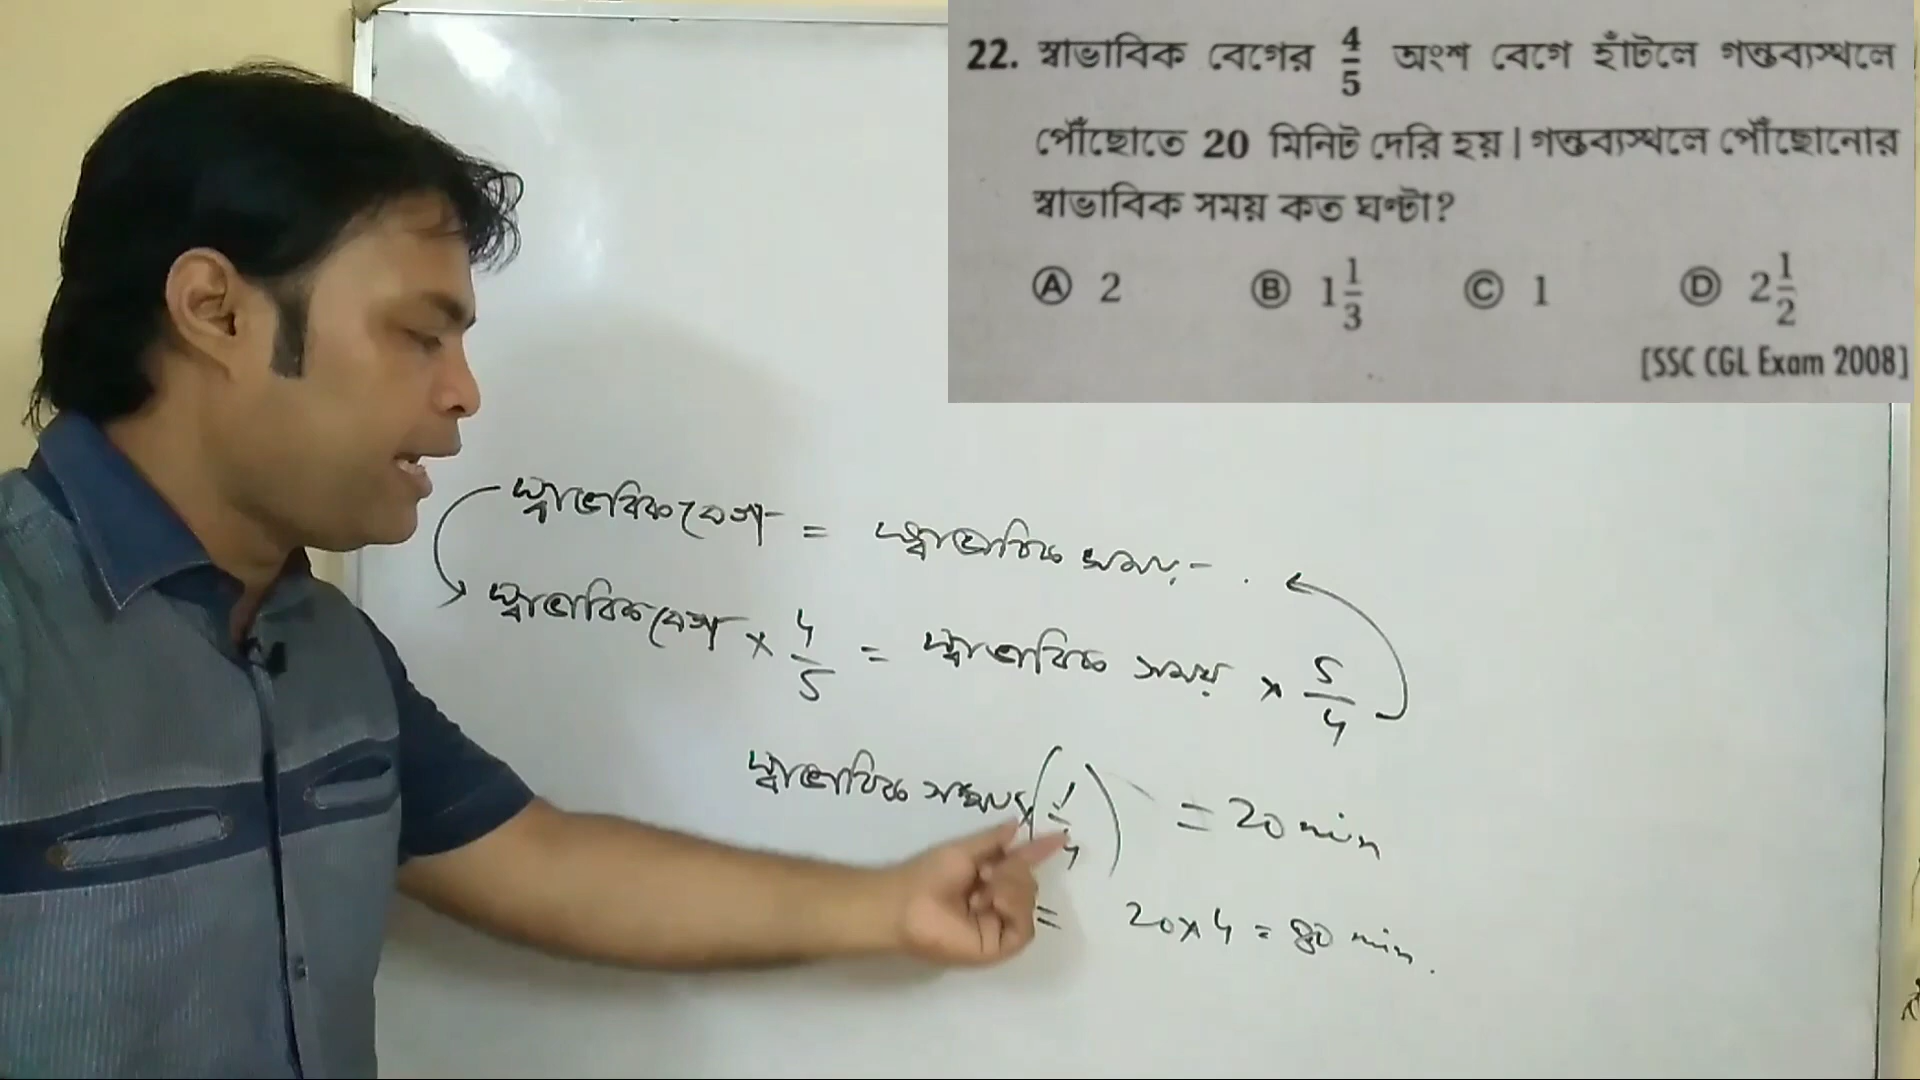 22. স্বাভাবিক বেগের 4/5 অংশ বেগে হাঁটলে গন্তব্যস্থলে
পৌঁছোতে 20 মিনিট দেরি হয়। গন্তব্যস্থলে পৌঁছোনোর
স্বাভাবিক সময় কত ঘণ্টা?
Ⓐ 2 Ⓑ 1 1/3 Ⓒ 1 Ⓓ 2 1/2
[SSC CGL Exam 2008]
স্বাভাবিক বেগ = স্বাভাবিক সময়
স্বাভাবিক বেগ × 4/5 = স্বাভাবিক সময় × 5/4
স্বাভাবিক সময় × (1/4) = 20 min
= 20 × 4 = 80 min.